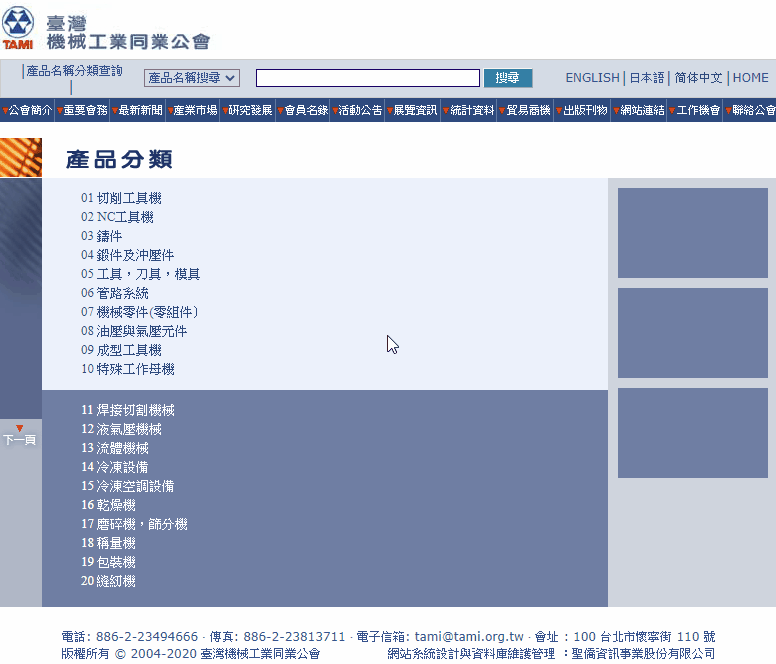 臺灣
機械工業同業公會
TAMI
產品名稱分類查詢
產品名稱搜尋
搜尋
ENGLISH | 日本語 | 简体中文 | HOME
公會簡介 重要會務 最新新聞 産業市場 研究發展 會員名錄 活動公告 展覽資訊 統計資料 貿易商機 出版刊物 網站連結 工作機會 聯絡公會
產品分類
01 切削工具機
02 NC工具機
03 鑄件
04 鍛件及沖壓件
05 工具，刀具，模具
06 管路系統
07 機械零件(零組件)
08 油壓與氣壓元件
09 成型工具機
10 特殊工作母機
11 焊接切割機械
12 液氣壓機械
13 流體機械
14 冷凍設備
15 冷凍空調設備
16 乾燥機
17 磨碎機，篩分機
18 稱量機
19 包裝機
20 縫紉機
下一頁
電話: 886-2-23494666 · 傳真: 886-2-23813711 · 電子信箱: tami@tami.org.tw · 會址 : 100 台北市懷寧街 110 號
版權所有 © 2004-2020 臺灣機械工業同業公會 網站系統設計與資料庫維護管理 ：聖僑資訊事業股份有限公司